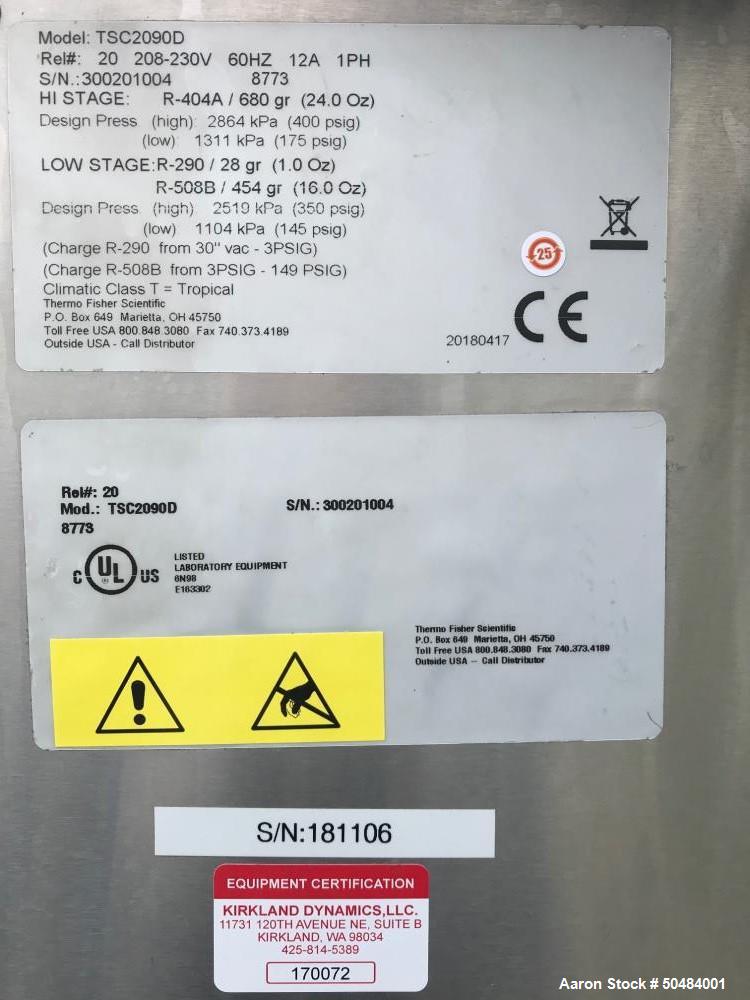 Model: TSC2090D
Rel#: 20 208-230V 60HZ 12A 1PH
S/N.:300201004 8773
HI STAGE: R-404A / 680 gr (24.0 Oz)
Design Press (high): 2864 kPa (400 psig)
(low) 1311 kPa (175 psig)
LOW STAGE:R-290 / 28 gr (1.0 Oz)
R-508B / 454 gr (16.0 Oz)
Design Press (high) 2519 kPa (350 psig)
(low) 1104 kPa (145 psig)
(Charge R-290 from 30" vac - 3PSIG)
(Charge R-508B from 3PSIG - 149 PSIG)
Climatic Class T = Tropical
Thermo Fisher Scientific
P.O. Box 649 Marietta, OH 45750
Toll Free USA 800.848.3080 Fax 740.373.4189
Outside USA - Call Distributor
20180417
25
CE
Rel#: 20
Mod.: TSC2090D S/N.: 300201004
8773
C UL US
®
LISTED
LABORATORY EQUIPMENT
6N98
E163302
Thermo Fisher Scientific
P.O. Box 649 Marietta, OH 45750
Toll Free USA 800.848.3080 Fax 740.373.4189
Outside USA – Call Distributor
S/N:181106
EQUIPMENT CERTIFICATION
KIRKLAND DYNAMICS,LLC.
11731 120TH AVENUE NE, SUITE B
KIRKLAND, WA 98034
425-814-5389
170072
Aaron Stock # 50484001